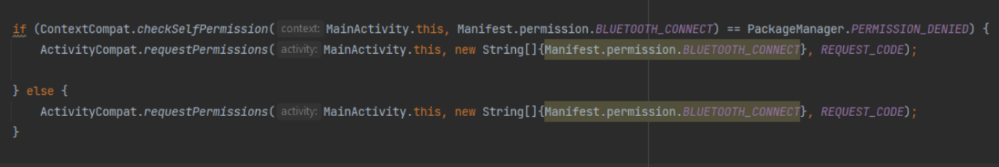 if (ContextCompat.checkSelfPermission( context: MainActivity.this, Manifest.permission.BLUETOOTH_CONNECT) == PackageManager.PERMISSION_DENIED) {
ActivityCompat.requestPermissions( activity: MainActivity.this, new String[]{Manifest.permission.BLUETOOTH_CONNECT}, REQUEST_CODE);
} else {
ActivityCompat.requestPermissions( activity: MainActivity.this, new String[]{Manifest.permission.BLUETOOTH_CONNECT}, REQUEST_CODE);
}